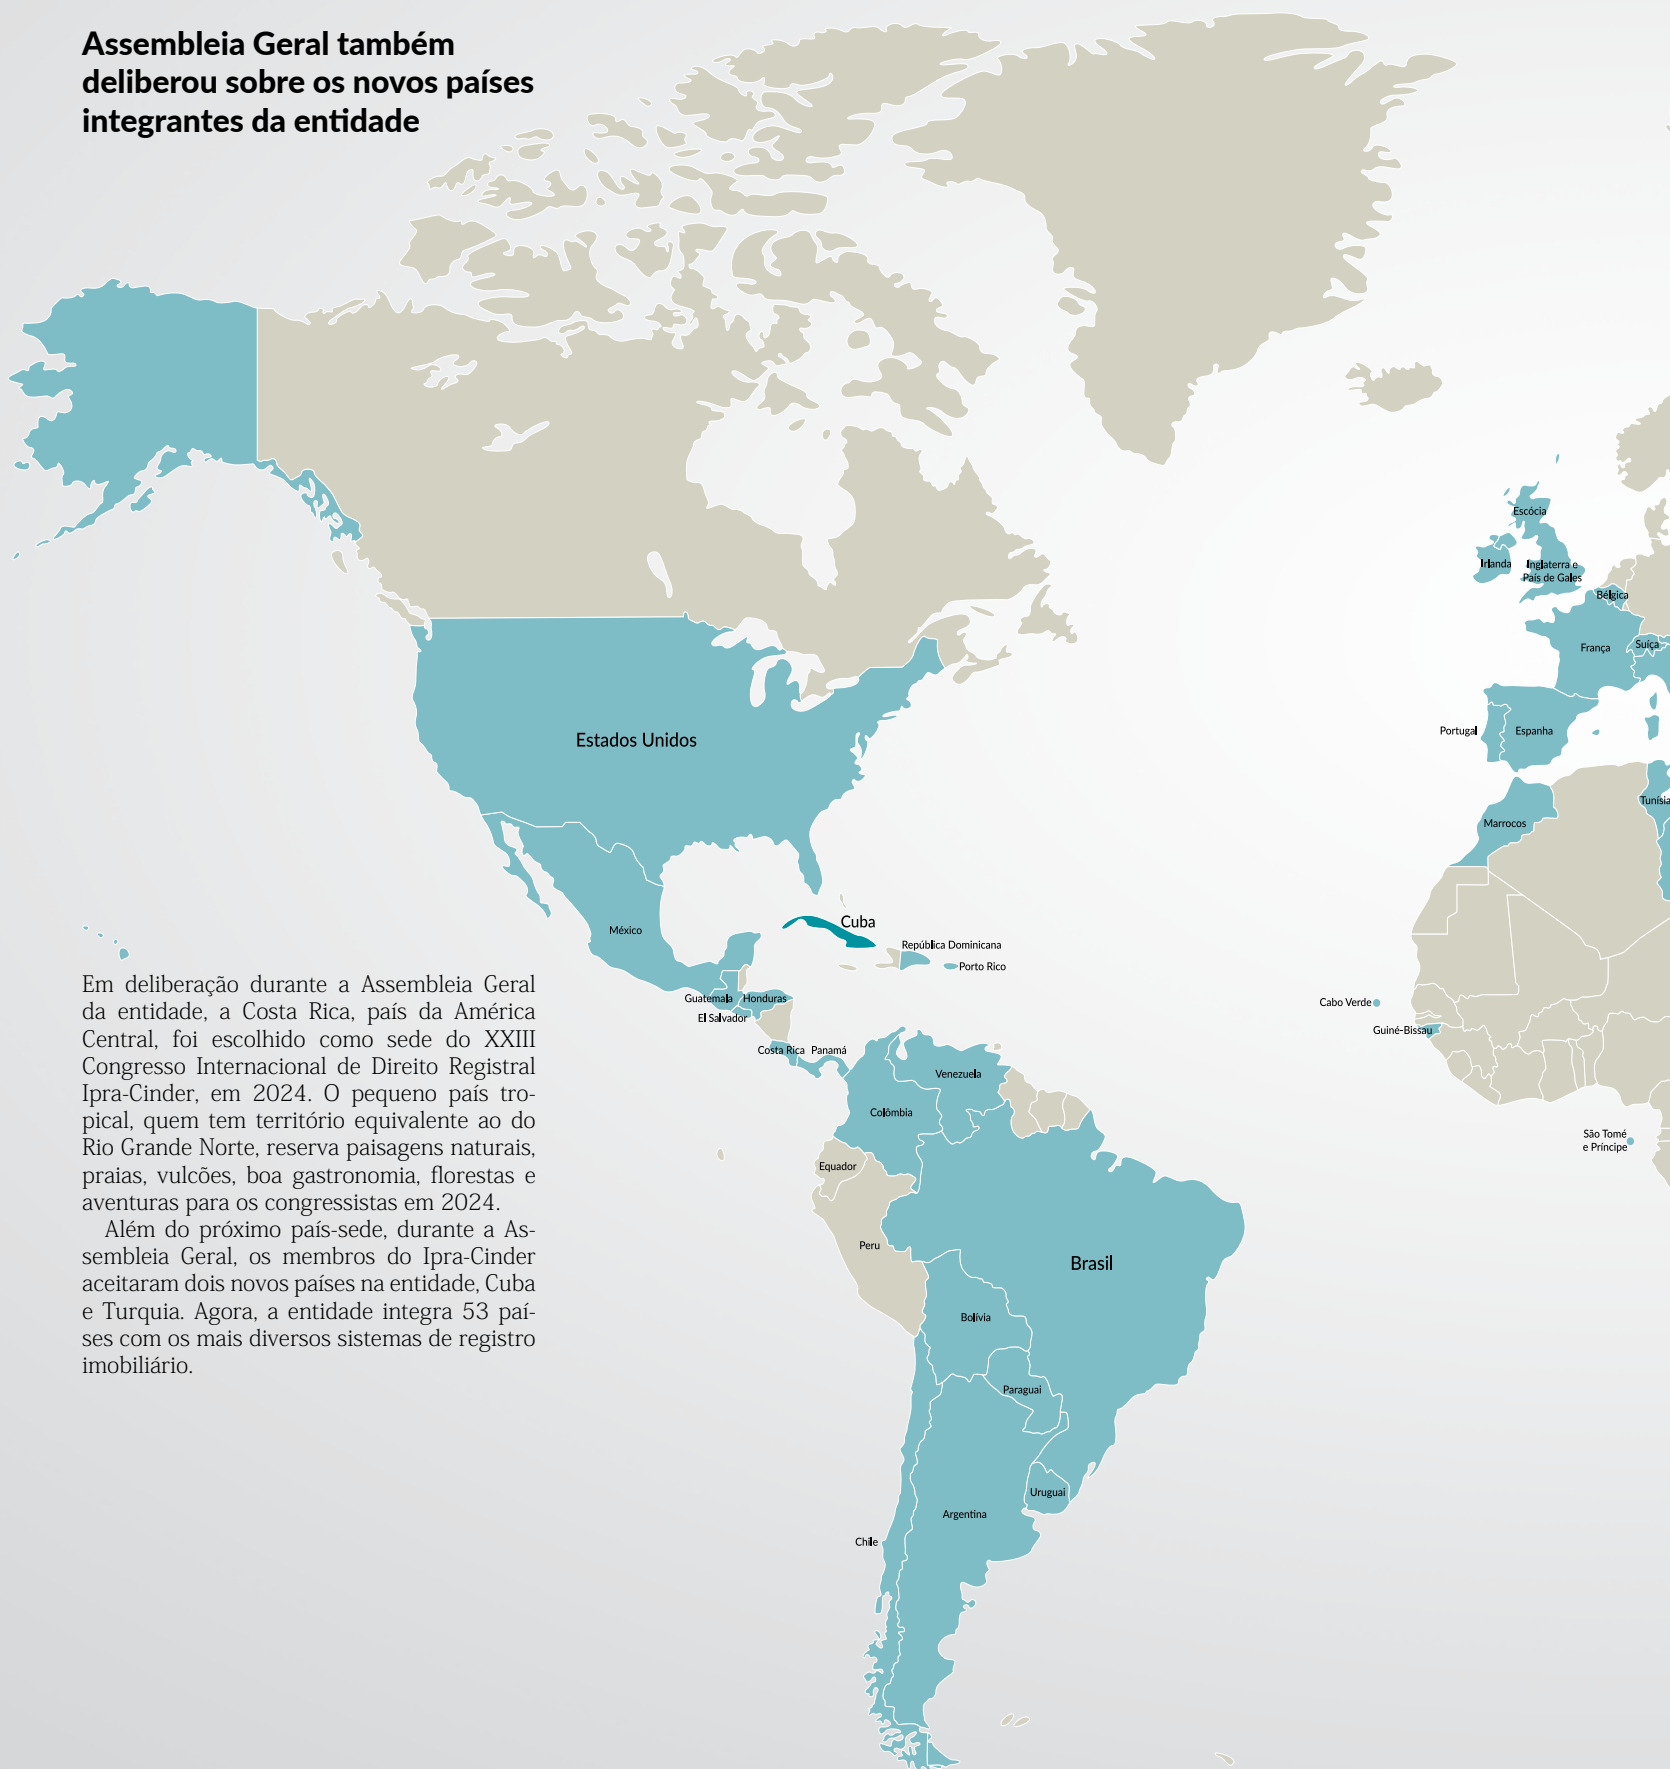 Assembleia Geral também
deliberou sobre os novos países
integrantes da entidade
Escócia
Irlanda
Inglaterra e
País de Gales
Bélgica
França
Suíça
Portugal
Espanha
Estados Unidos
Tunísia
Marrocos
México
Cuba
República Dominicana
Porto Rico
Guatemala
Honduras
El Salvador
Costa Rica
Panamá
Cabo Verde
Guiné-Bissau
Venezuela
Colômbia
São Tomé
e Príncipe
Equador
Peru
Brasil
Bolívia
Paraguai
Uruguai
Argentina
Chile
Em deliberação durante a Assembleia Geral
da entidade, a Costa Rica, país da América
Central, foi escolhido como sede do XXIII
Congresso Internacional de Direito Registral
Ipra-Cinder, em 2024. O pequeno país tro-
pical, quem tem território equivalente ao do
Rio Grande Norte, reserva paisagens naturais,
praias, vulcões, boa gastronomia, florestas e
aventuras para os congressistas em 2024.
Além do próximo país-sede, durante a As-
sembleia Geral, os membros do Ipra-Cinder
aceitaram dois novos países na entidade, Cuba
e Turquia. Agora, a entidade integra 53 paí-
ses com os mais diversos sistemas de registro
imobiliário.